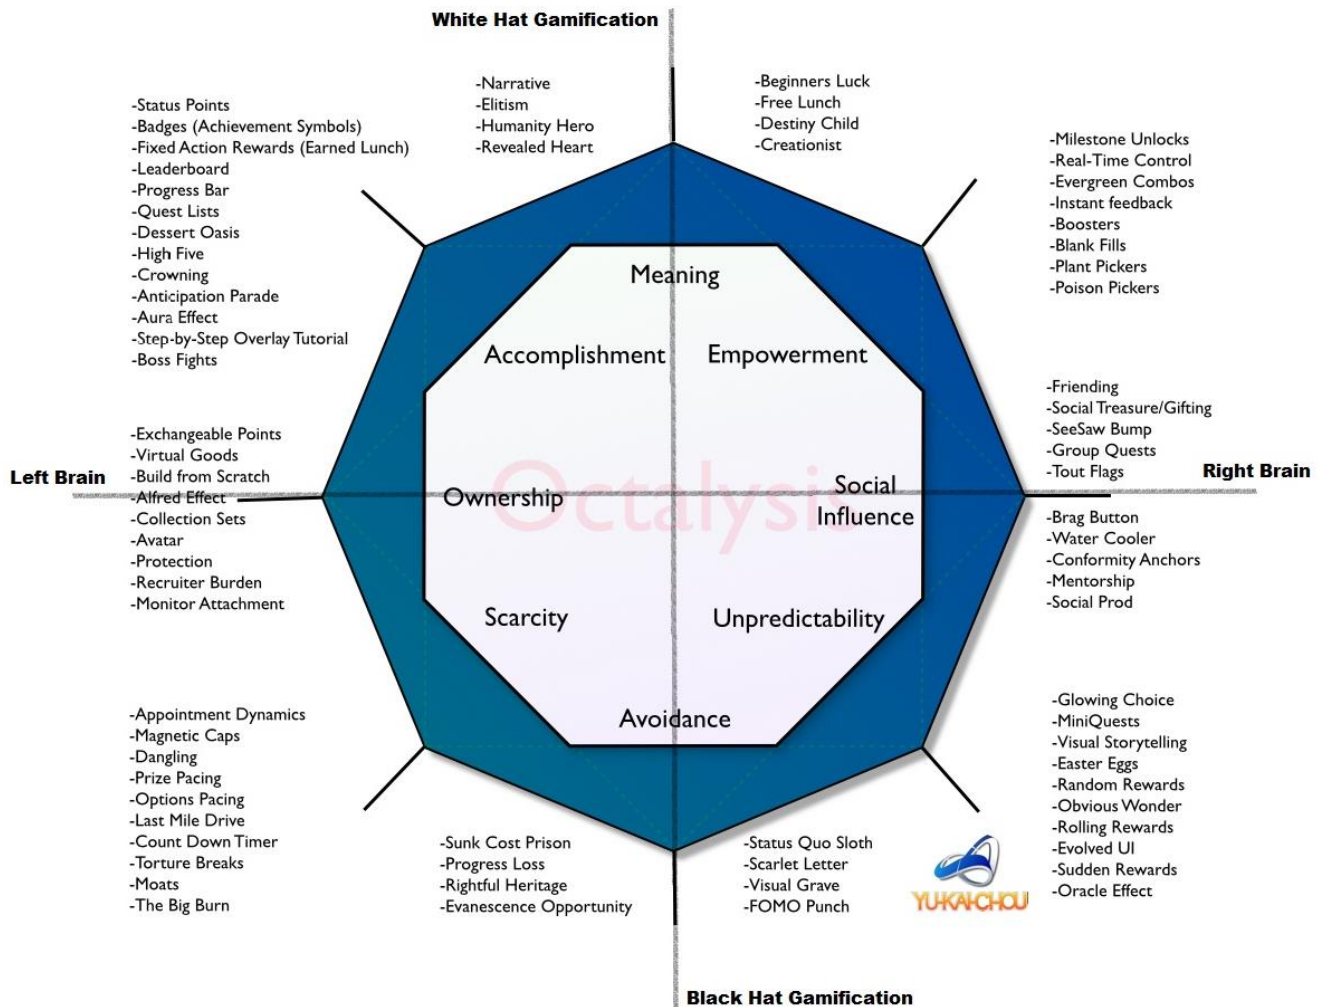 White Hat Gamification
-Narrative
-Elitism
-Humanity Hero
-Revealed Heart
-Beginners Luck
-Free Lunch
-Destiny Child
-Creationist
-Status Points
-Badges (Achievement Symbols)
-Fixed Action Rewards (Earned Lunch)
-Leaderboard
-Progress Bar
-Quest Lists
-Dessert Oasis
-High Five
-Crowning
-Anticipation Parade
-Aura Effect
-Step-by-Step Overlay Tutorial
-Boss Fights
-Milestone Unlocks
-Real-Time Control
-Evergreen Combos
-Instant feedback
-Boosters
-Blank Fills
-Plant Pickers
-Poison Pickers
Meaning
Accomplishment
Empowerment
Left Brain
-Exchangeable Points
-Virtual Goods
-Build from Scratch
-Alfred Effect
-Collection Sets
-Avatar
-Protection
-Recruiter Burden
-Monitor Attachment
Ownership
Octalysis
Social
Influence
-Friending
-Social Treasure/Gifting
-SeeSaw Bump
-Group Quests
-Tout Flags
Right Brain
-Brag Button
-Water Cooler
-Conformity Anchors
-Mentorship
-Social Prod
Scarcity
Unpredictability
Avoidance
-Appointment Dynamics
-Magnetic Caps
-Dangling
-Prize Pacing
-Options Pacing
-Last Mile Drive
-Count Down Timer
-Torture Breaks
-Moats
-The Big Burn
-Sunk Cost Prison
-Progress Loss
-Rightful Heritage
-Evanescence Opportunity
-Status Quo Sloth
-Scarlet Letter
-Visual Grave
-FOMO Punch
YU-KAI-CHOU
-Glowing Choice
-MiniQuests
-Visual Storytelling
-Easter Eggs
-Random Rewards
-Obvious Wonder
-Rolling Rewards
-Evolved UI
-Sudden Rewards
-Oracle Effect
Black Hat Gamification